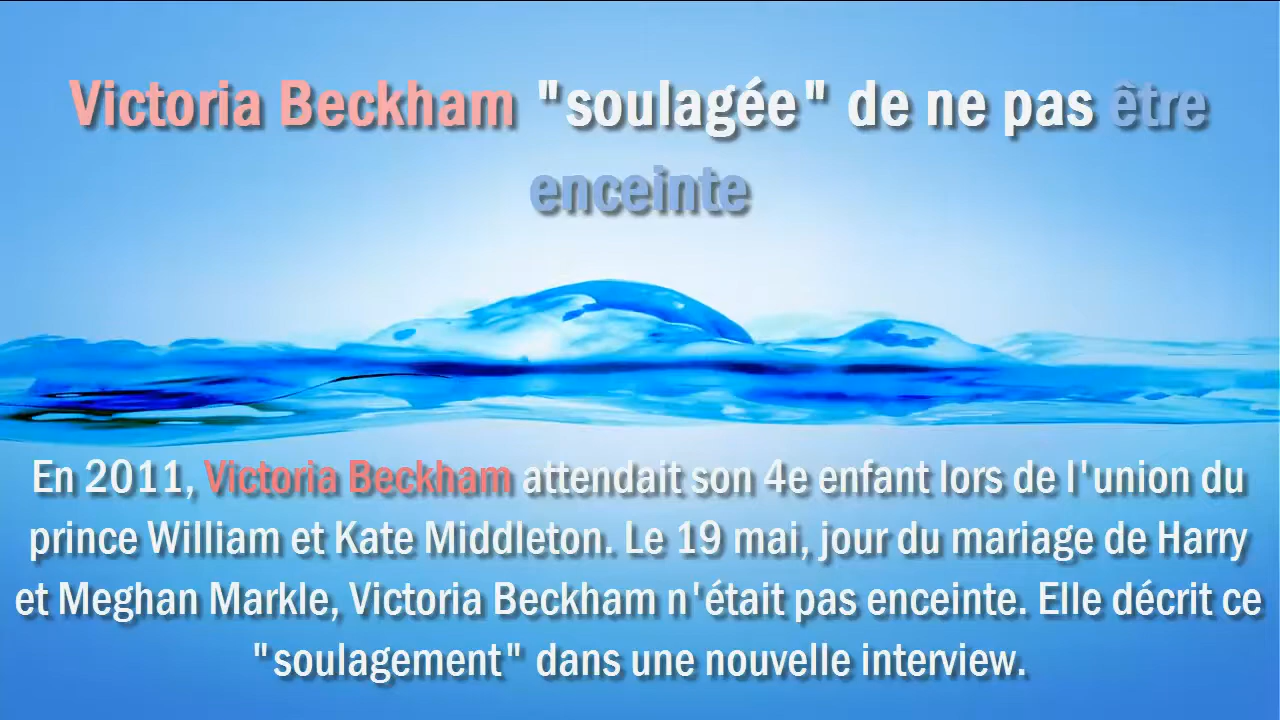 Victoria Beckham "soulagée" de ne pas être
enceinte
En 2011, Victoria Beckham attendait son 4e enfant lors de l'union du
prince William et Kate Middleton. Le 19 mai, jour du mariage de Harry
et Meghan Markle, Victoria Beckham n'était pas enceinte. Elle décrit ce
"soulagement" dans une nouvelle interview.